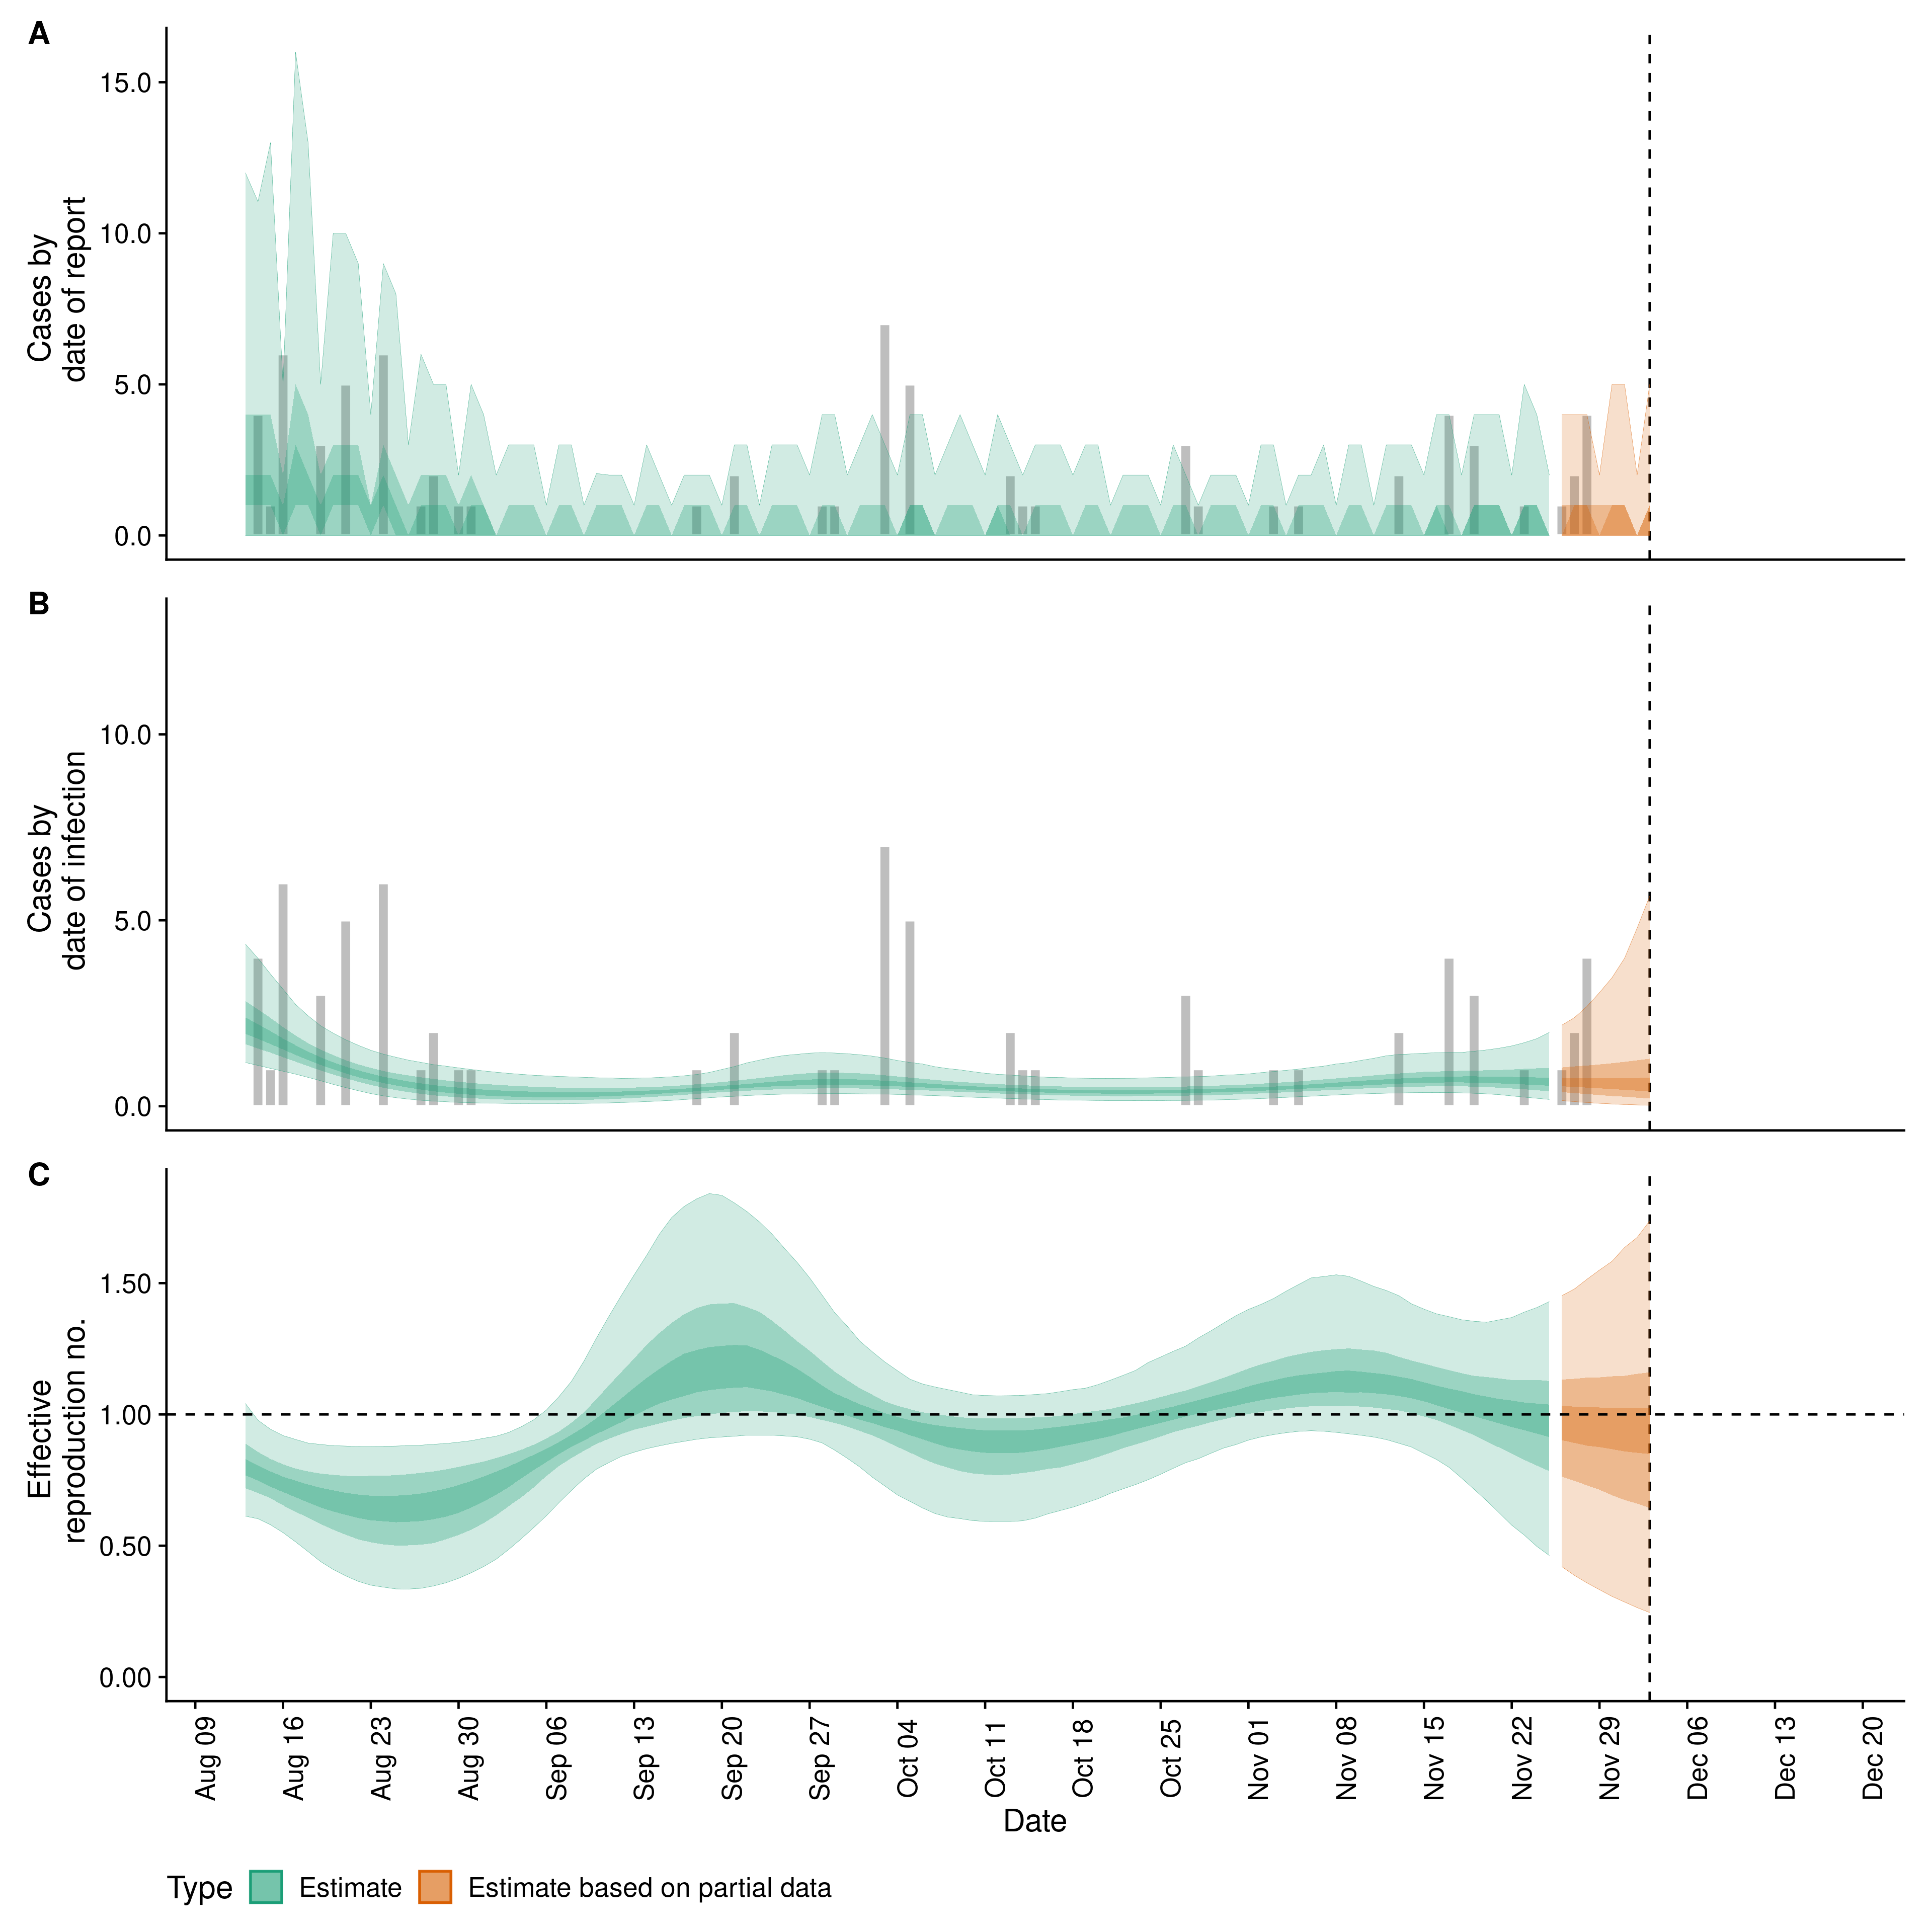 A
15.0
10.0
5.0
0.0
Cases by
date of report
B
10.0
5.0
0.0
Cases by
date of infection
C
1.50
1.00
0.50
0.00
Effective
reproduction no.
Aug 09
Aug 16
Aug 23
Aug 30
Sep 06
Sep 13
Sep 20
Sep 27
Oct 04
Oct 11
Oct 18
Oct 25
Nov 01
Nov 08
Nov 15
Nov 22
Nov 29
Dec 06
Dec 13
Dec 20
Date
Type Estimate Estimate based on partial data